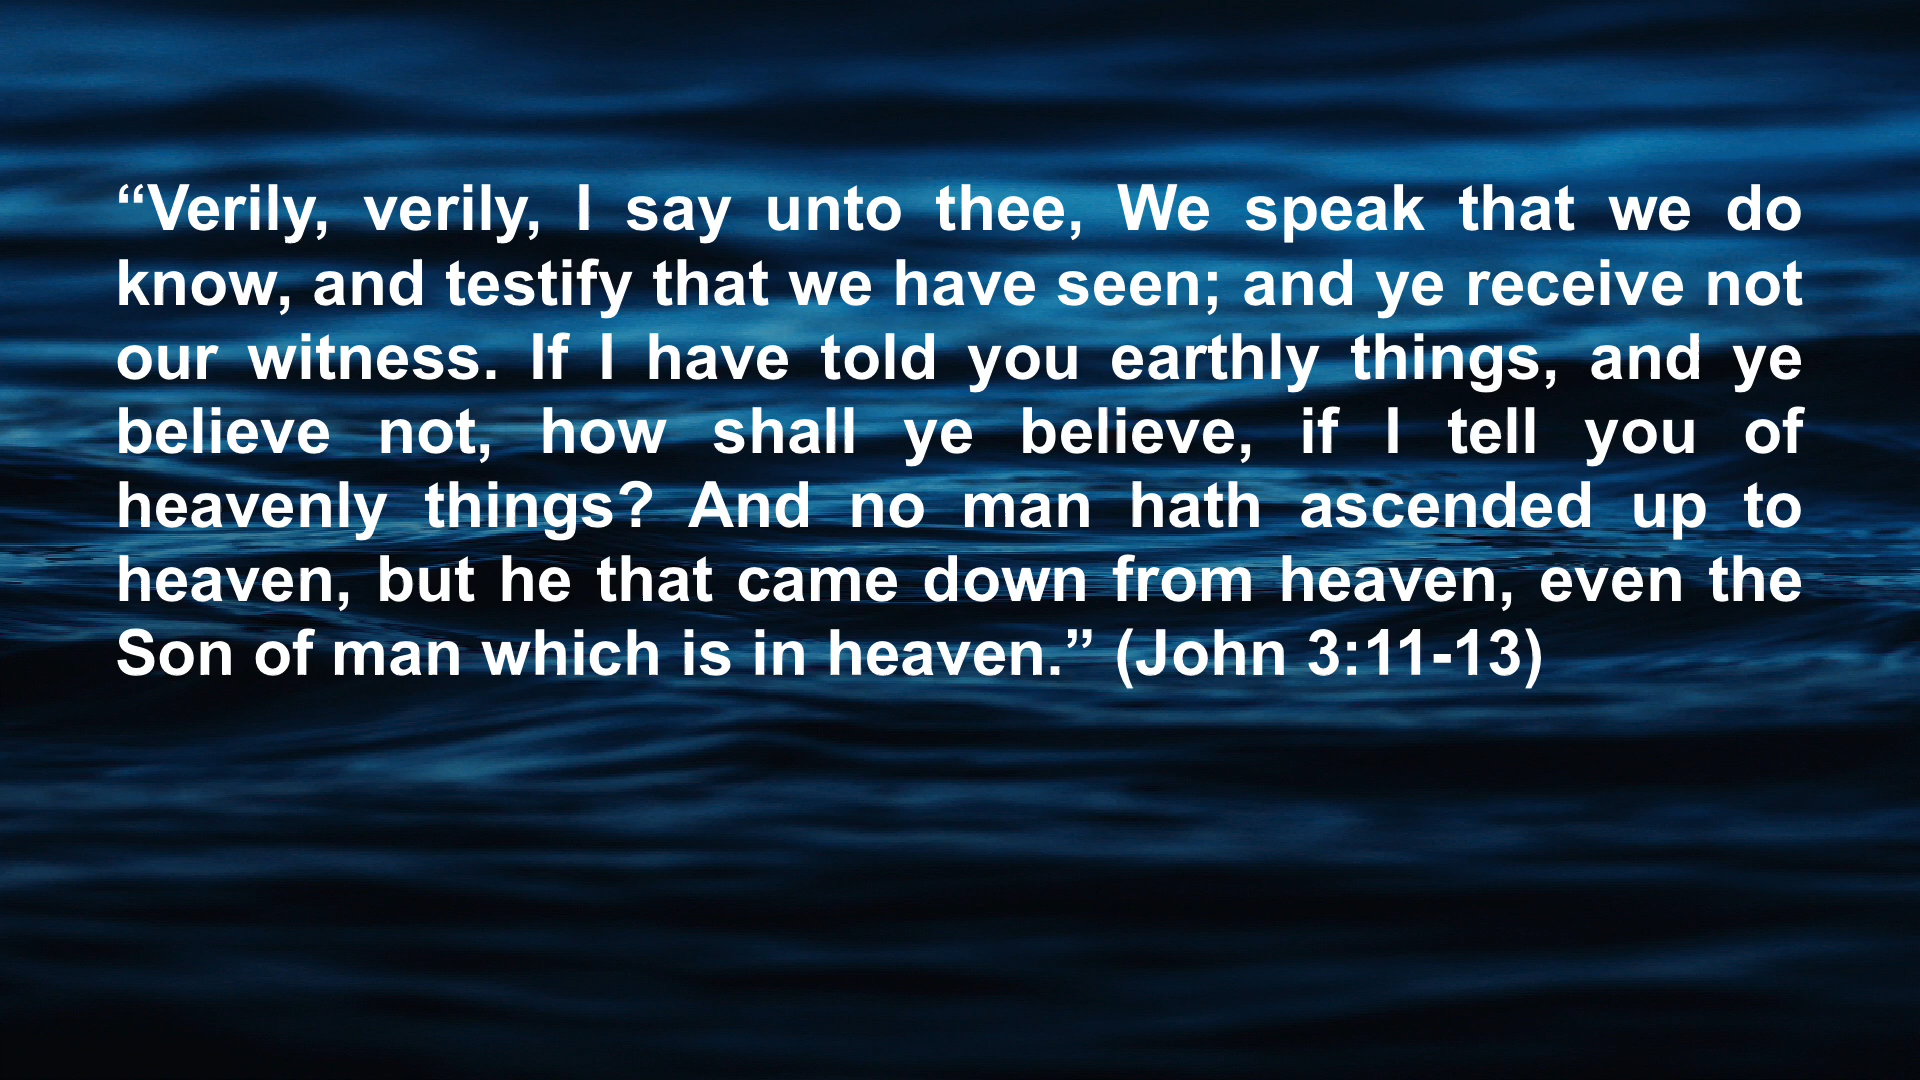 “Verily, verily, I say unto thee, We speak that we do
know, and testify that we have seen; and ye receive not
our witness. If I have told you earthly things, and ye
believe not, how shall ye believe, if I tell you of
heavenly things? And no man hath ascended up to
heaven, but he that came down from heaven, even the
Son of man which is in heaven.” (John 3:11-13)